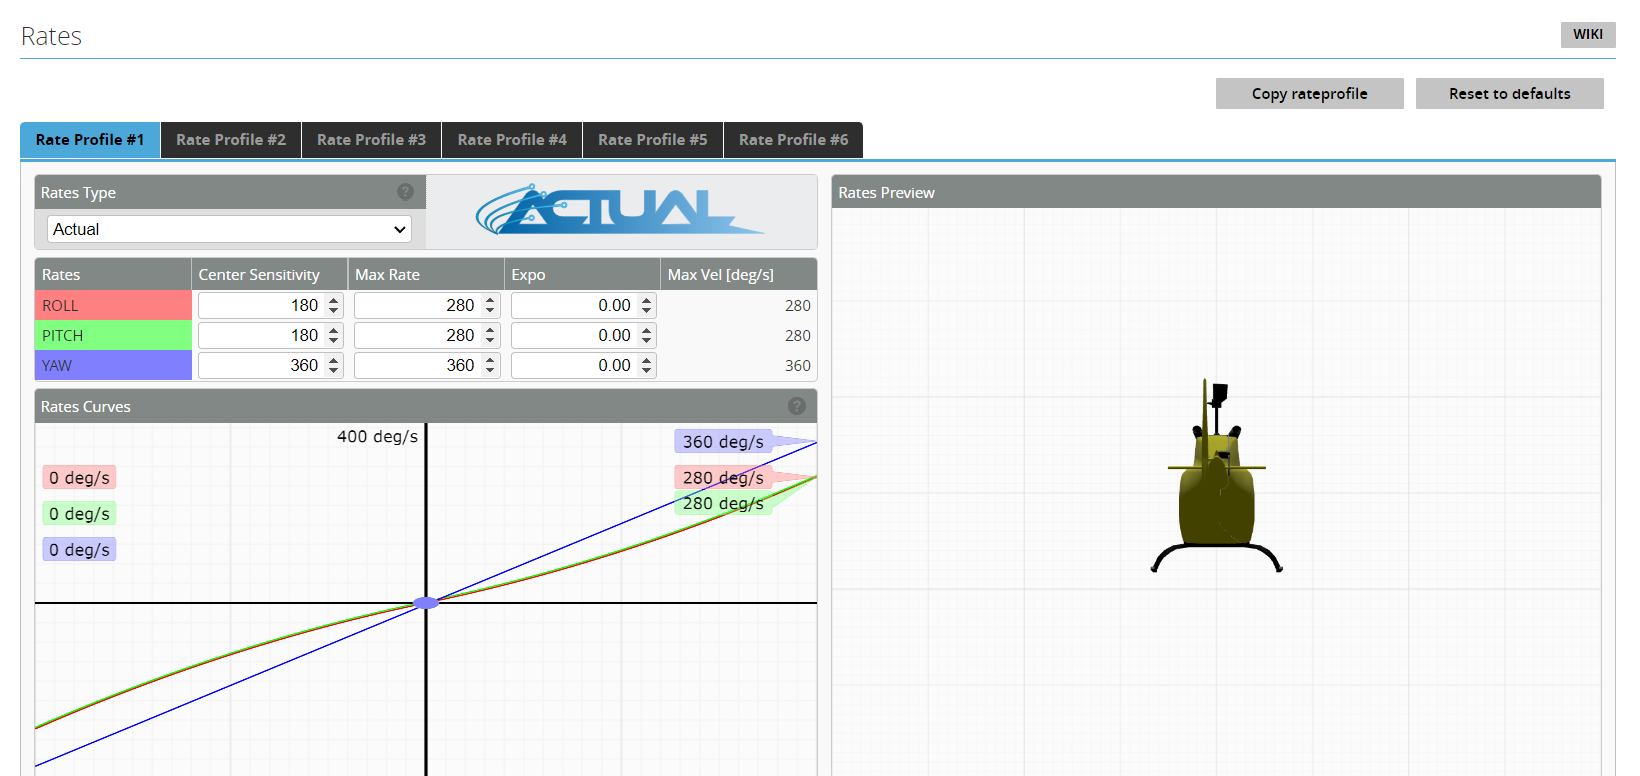 Rates
WIKI
Copy rateprofile Reset to defaults
Rate Profile #1 Rate Profile #2 Rate Profile #3 Rate Profile #4 Rate Profile #5 Rate Profile #6
Rates Type ? ACTUAL Rates Preview
Actual
Rates Center Sensitivity Max Rate Expo Max Vel [deg/s]
ROLL 180 280 0.00 280
PITCH 180 280 0.00 280
YAW 360 360 0.00 360
Rates Curves ?
400 deg/s 360 deg/s
0 deg/s 280 deg/s
0 deg/s 280 deg/s
0 deg/s